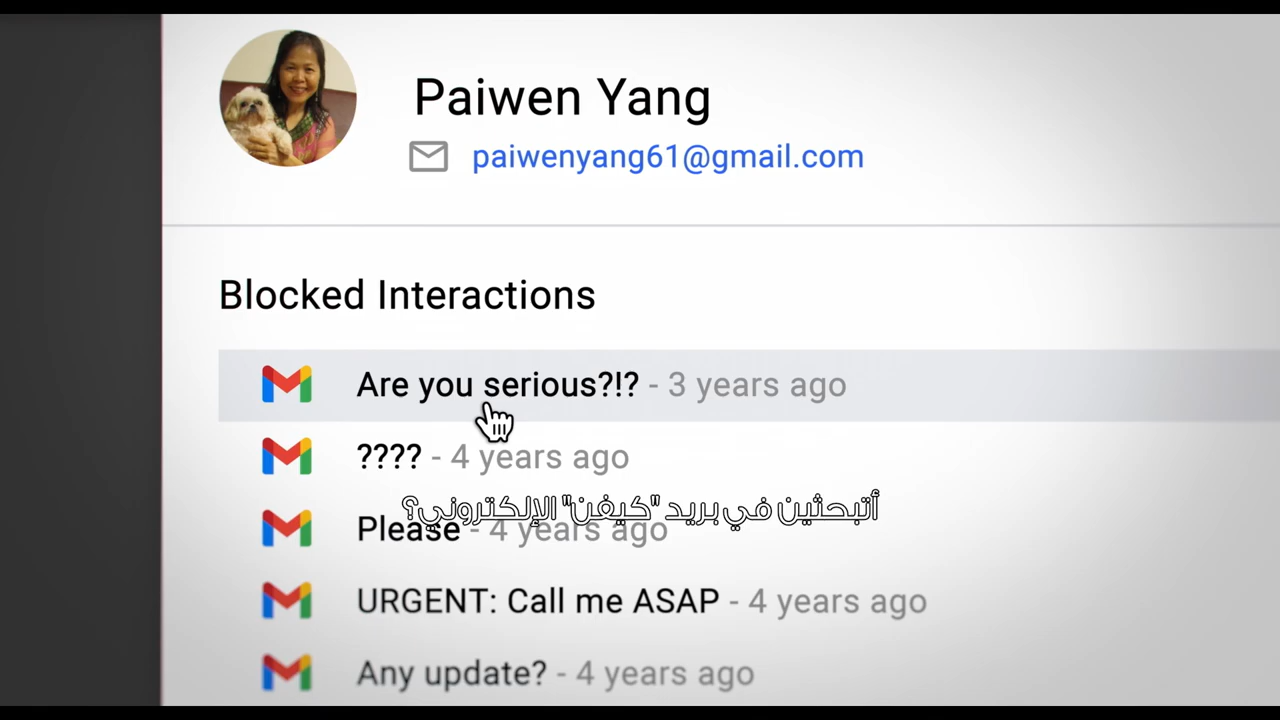 Paiwen Yang
paiwenyang61@gmail.com
Blocked Interactions
Are you serious?!? - 3 years ago
???? - 4 years ago
أتبحثين في بريد "كيفن" الإلكتروني؟
Please - 4 years ago
URGENT: Call me ASAP - 4 years ago
Any update? - 4 years ago